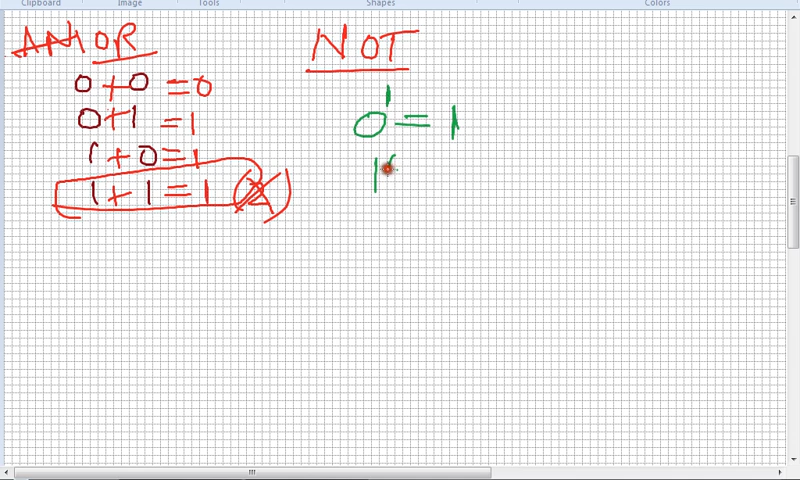 Clipboard Image Tools Shapes Colors
OR
0 + 0 = 0
0 + 1 = 1
1 + 0 = 1
1 + 1 = 1
NOT
0' = 1
1'